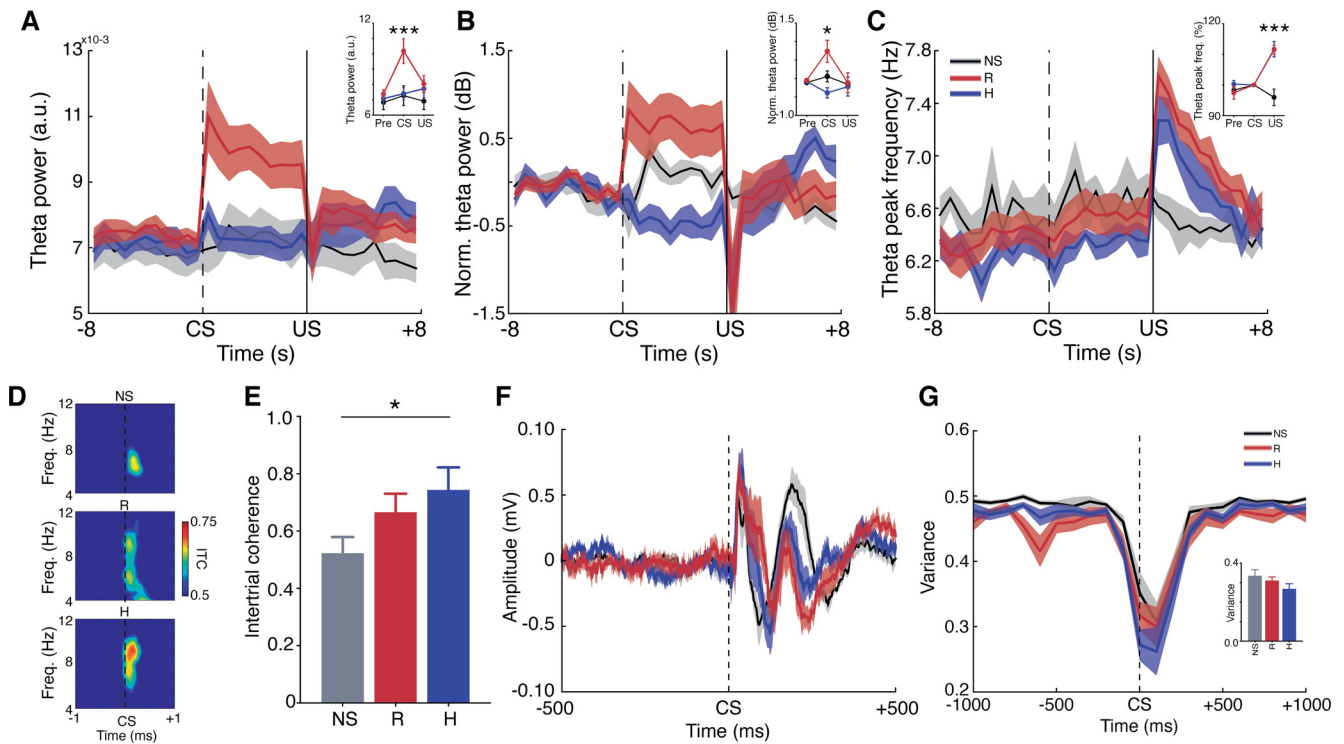 A
x10-3
13
11
9
7
5
Theta power (a.u.)
-8
CS
US
+8
Time (s)
12
6
Theta power (a.u.)
***
Pre
CS
US
B
1.5
0.5
-0.5
-1.5
Norm. theta power (dB)
-8
CS
US
+8
Time (s)
1.5
-1.0
Norm. theta power (dB)
*
Pre
CS
US
C
7.8
7.4
7.0
6.6
6.2
5.8
Theta peak frequency (Hz)
NS
R
H
-8
CS
US
+8
Time (s)
120
90
Theta peak freq. (%)
***
Pre
CS
US
D
NS
12
8
4
Freq. (Hz)
R
12
8
4
Freq. (Hz)
0.75
ITC
0.5
H
12
8
4
Freq. (Hz)
-1
CS
+1
Time (ms)
E
1.0
0.8
0.6
0.4
0.2
0
Intertrial coherence
*
NS
R
H
F
0.10
0.5
0
-0.5
-0.10
Amplitude (mV)
-500
CS
+500
Time (ms)
G
0.6
0.5
0.4
0.3
0.2
Variance
NS
R
H
-1000
-500
CS
+500
+1000
Time (ms)
0.4
0.0
Variance
NS
R
H